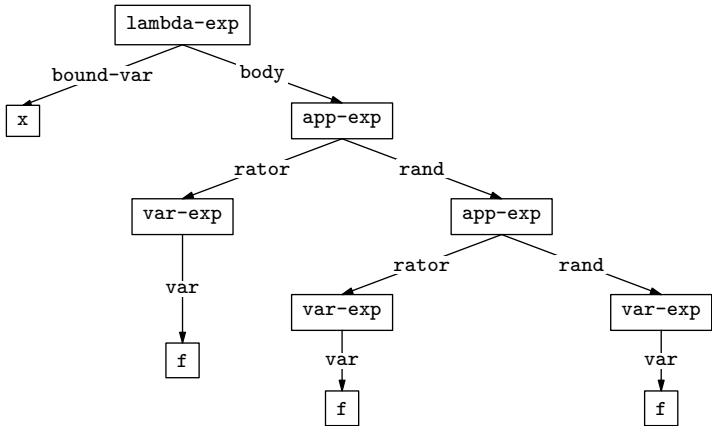 lambda-exp
bound-var body
x app-exp
rator rand
var-exp app-exp
rator rand
var var-exp var-exp
f var var
f f